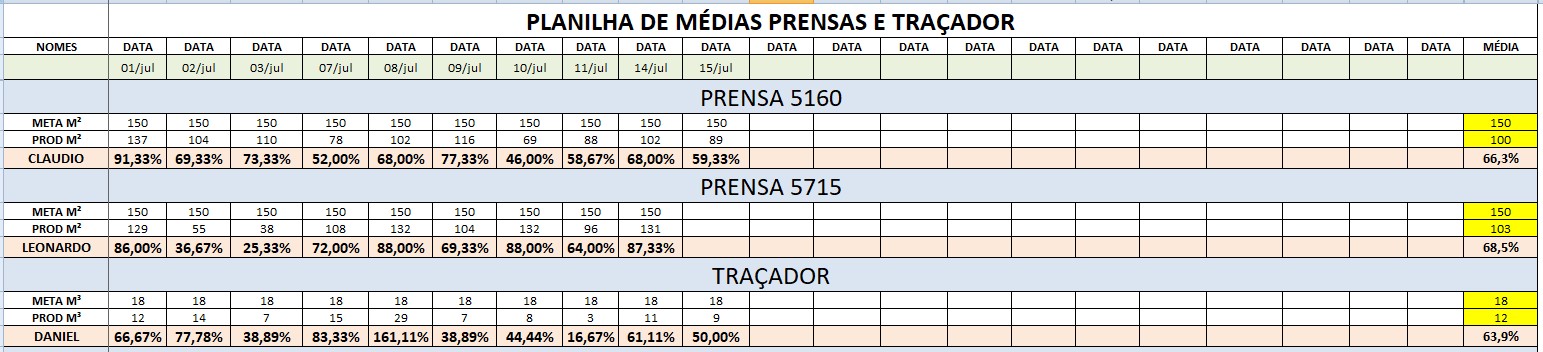 PLANILHA DE MÉDIAS PRENSAS E TRAÇADOR
NOMES DATA DATA DATA DATA DATA DATA DATA DATA DATA DATA DATA DATA DATA DATA DATA DATA DATA DATA DATA DATA DATA MÉDIA
01/jul 02/jul 03/jul 07/jul 08/jul 09/jul 10/jul 11/jul 14/jul 15/jul
PRENSA 5160
META M² 150 150 150 150 150 150 150 150 150 150 150
PROD M² 137 104 110 78 102 116 69 88 102 89 100
CLAUDIO 91,33% 69,33% 73,33% 52,00% 68,00% 77,33% 46,00% 58,67% 68,00% 59,33% 66,3%
PRENSA 5715
META M² 150 150 150 150 150 150 150 150 150 150
PROD M² 129 55 38 108 132 104 132 96 131 103
LEONARDO 86,00% 36,67% 25,33% 72,00% 88,00% 69,33% 88,00% 64,00% 87,33% 68,5%
TRAÇADOR
META M³ 18 18 18 18 18 18 18 18 18 18 18
PROD M³ 12 14 7 15 29 7 8 3 11 9 12
DANIEL 66,67% 77,78% 38,89% 83,33% 161,11% 38,89% 44,44% 16,67% 61,11% 50,00% 63,9%